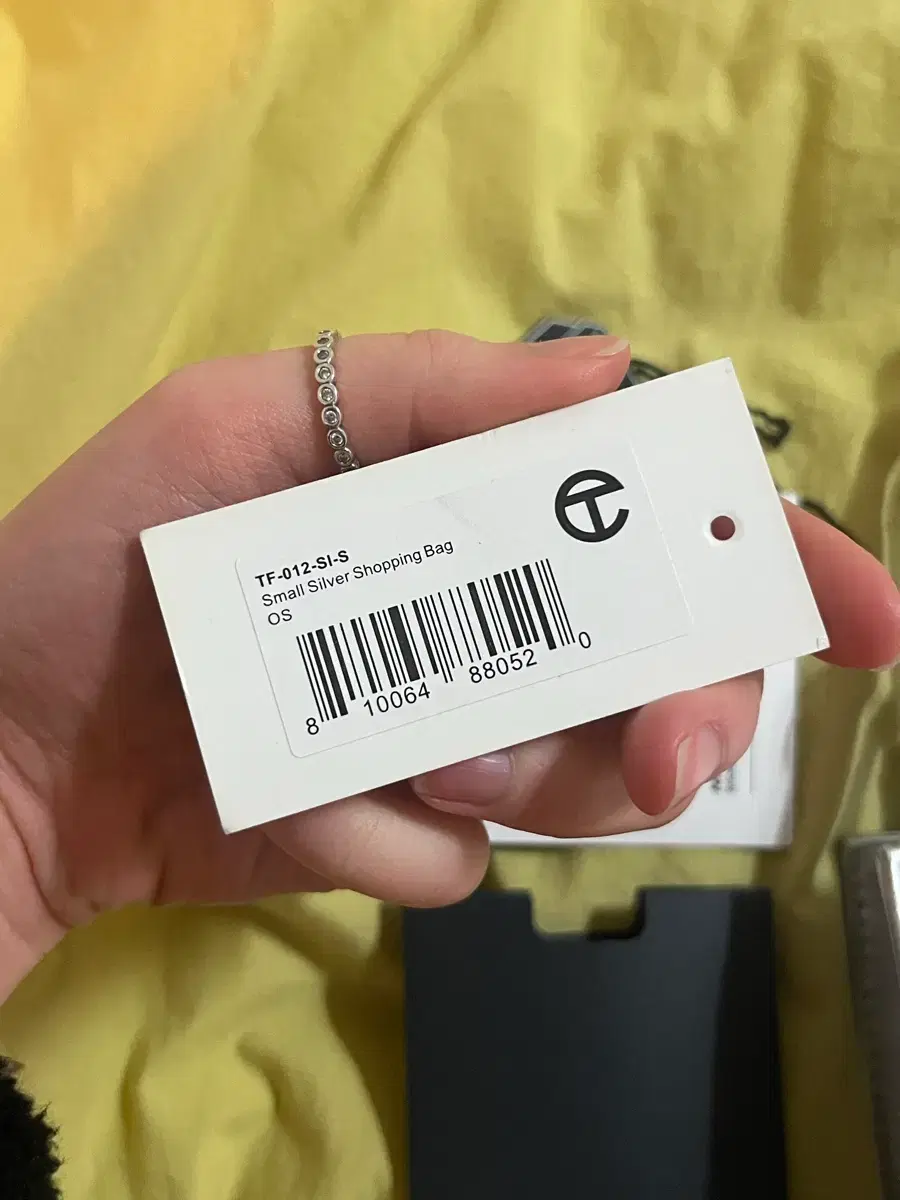 TF-012-SI-S
Small Silver Shopping Bag
OS
8 10064 88052 0